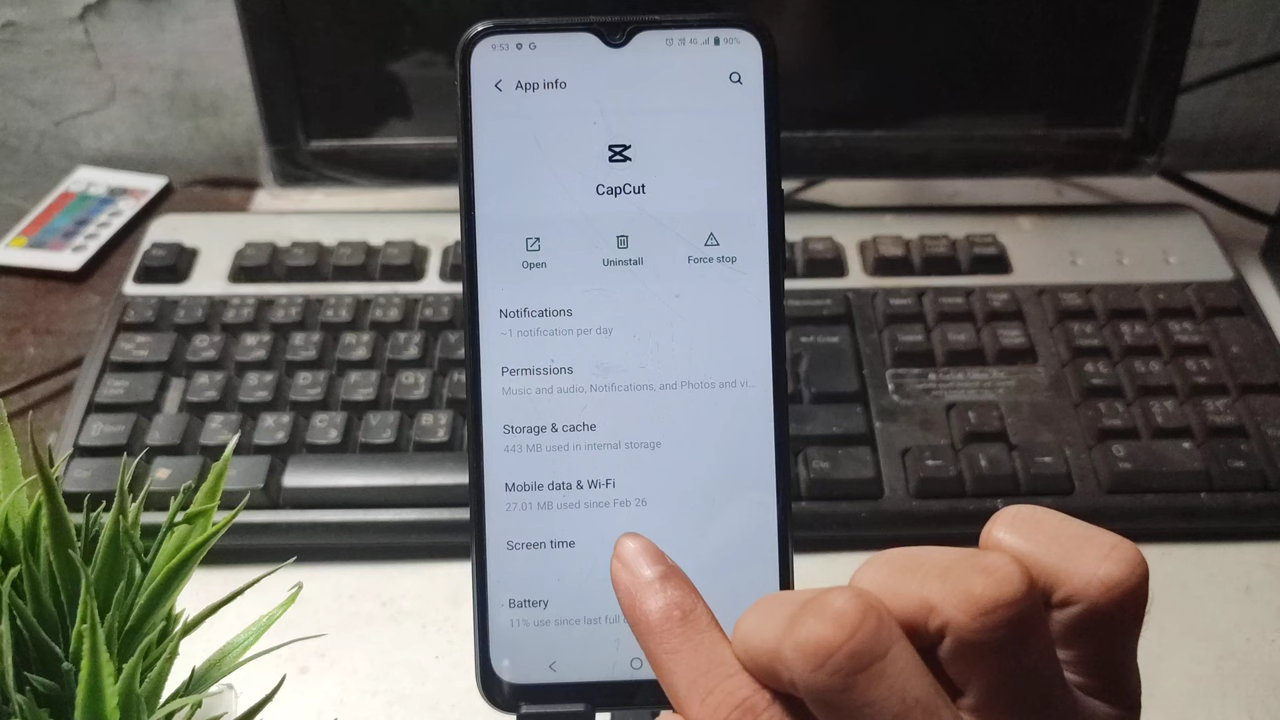 9:53 G 4G 90%
App info
CapCut
Open
Uninstall
Force stop
Notifications
~1 notification per day
Permissions
Music and audio, Notifications, and Photos and vi...
Storage & cache
443 MB used in internal storage
Mobile data & Wi-Fi
27.01 MB used since Feb 26
Screen time
Battery
11% use since last full